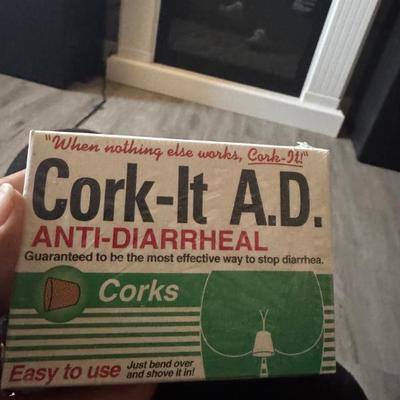 "When nothing else works, Cork-It!"
Cork-It A.D.
ANTI-DIARRHEAL
Guaranteed to be the most effective way to stop diarrhea.
Corks
Easy to use
Just bend over
and shove it in!